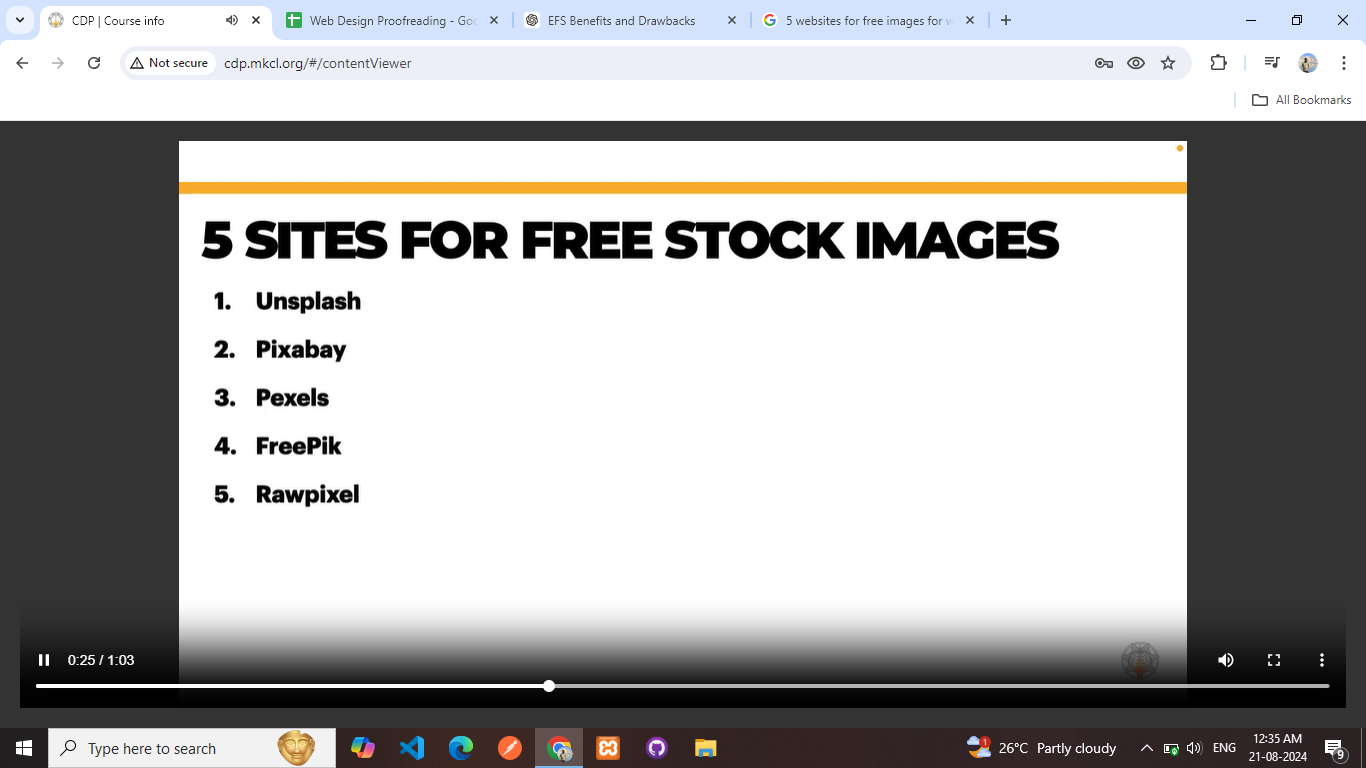 CDP | Course info
Web Design Proofreading - Goo
EFS Benefits and Drawbacks
5 websites for free images for w
Not secure
cdp.mkcl.org/#/contentViewer
All Bookmarks
5 SITES FOR FREE STOCK IMAGES
1. Unsplash
2. Pixabay
3. Pexels
4. FreePik
5. Rawpixel
0:25 / 1:03
Type here to search
1
26°C Partly cloudy
ENG
12:35 AM
21-08-2024
9